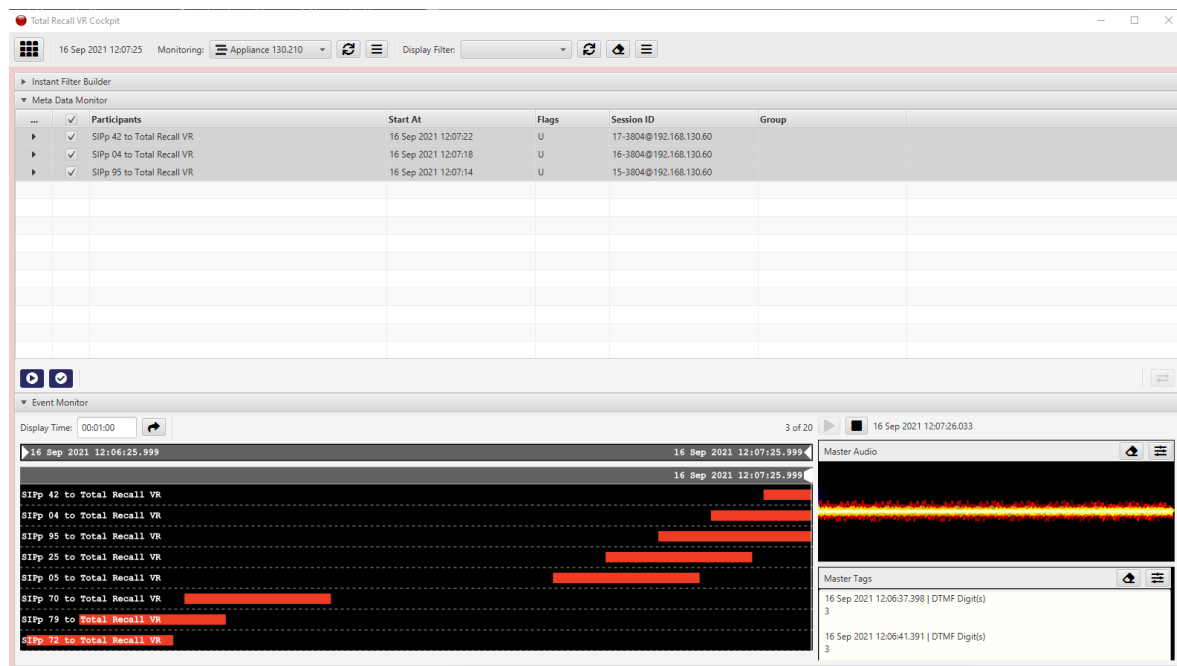 Total Recall VR Cockpit
16 Sep 2021 12:07:25 Monitoring: Appliance 130.210 Display Filter:
Instant Filter Builder
Meta Data Monitor
... Participants Start At Flags Session ID Group
SIPp 42 to Total Recall VR 16 Sep 2021 12:07:22 U 17-3804@192.168.130.60
SIPp 04 to Total Recall VR 16 Sep 2021 12:07:18 U 16-3804@192.168.130.60
SIPp 95 to Total Recall VR 16 Sep 2021 12:07:14 U 15-3804@192.168.130.60
Event Monitor
Display Time: 00:01:00 3 of 20 16 Sep 2021 12:07:26.033
16 Sep 2021 12:06:25.999 16 Sep 2021 12:07:25.999
16 Sep 2021 12:07:25.999
SIPp 42 to Total Recall VR
SIPp 04 to Total Recall VR
SIPp 95 to Total Recall VR
SIPp 25 to Total Recall VR
SIPp 05 to Total Recall VR
SIPp 70 to Total Recall VR
SIPp 79 to Total Recall VR
SIPp 72 to Total Recall VR
Master Audio
Master Tags
16 Sep 2021 12:06:37.398 | DTMF Digit(s)
3
16 Sep 2021 12:06:41.391 | DTMF Digit(s)
3